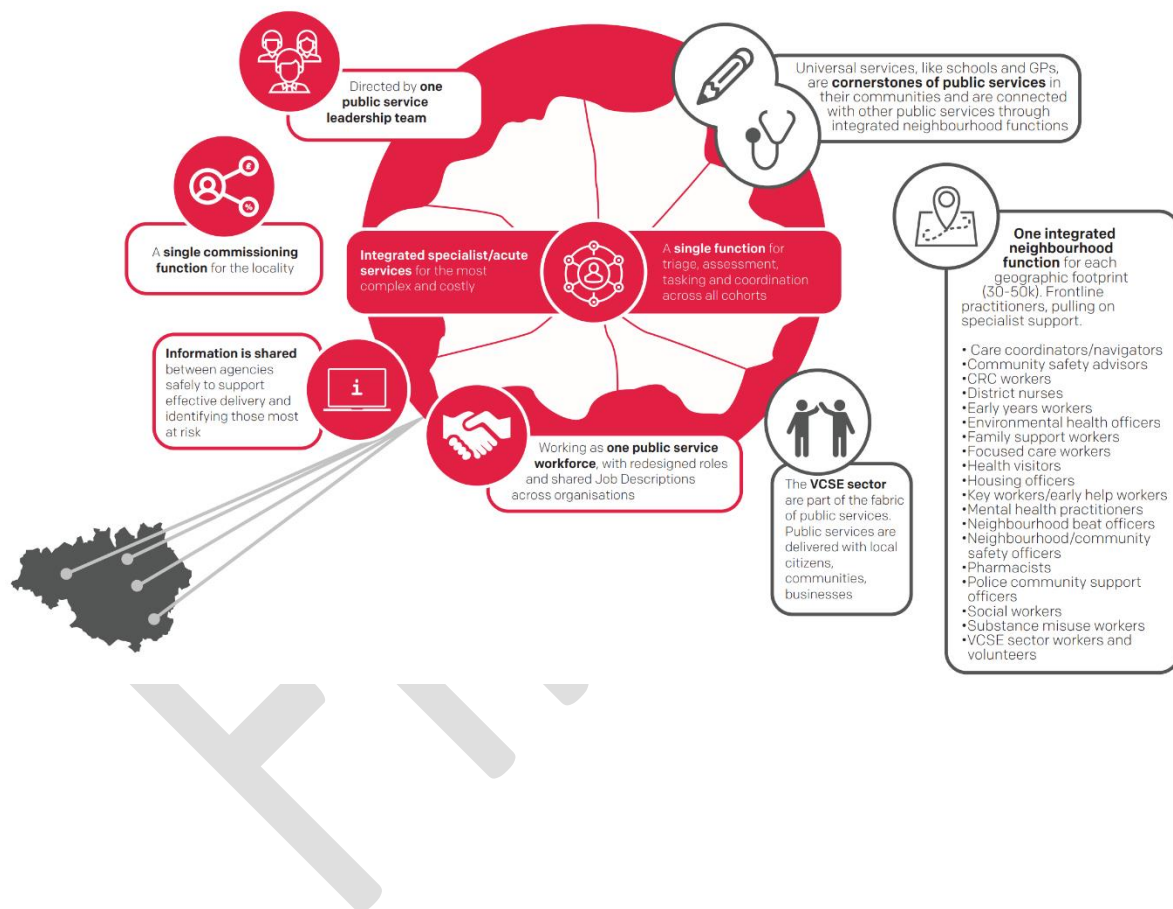 Directed by one
public service
leadership team
Universal services, like schools and GPs,
are cornerstones of public services in
their communities and are connected
with other public services through
integrated neighbourhood functions
£
%
A single commissioning
function for the locality
Integrated specialist/acute
services for the most
complex and costly
A single function for
triage, assessment,
tasking and coordination
across all cohorts
One integrated
neighbourhood
function for each
geographic footprint
(30-50k). Frontline
practitioners, pulling on
specialist support.
• Care coordinators/navigators
• Community safety advisors
• CRC workers
• District nurses
• Early years workers
• Environmental health officers
• Family support workers
• Focused care workers
• Health visitors
• Housing officers
• Key workers/early help workers
• Mental health practitioners
• Neighbourhood beat officers
• Neighbourhood/community
safety officers
• Pharmacists
• Police community support
officers
• Social workers
• Substance misuse workers
• VCSE sector workers and
volunteers
Information is shared
between agencies
safely to support
effective delivery and
identifying those most
at risk
i
Working as one public service
workforce, with redesigned roles
and shared Job Descriptions
across organisations
The VCSE sector
are part of the fabric
of public services.
Public services are
delivered with local
citizens,
communities,
businesses